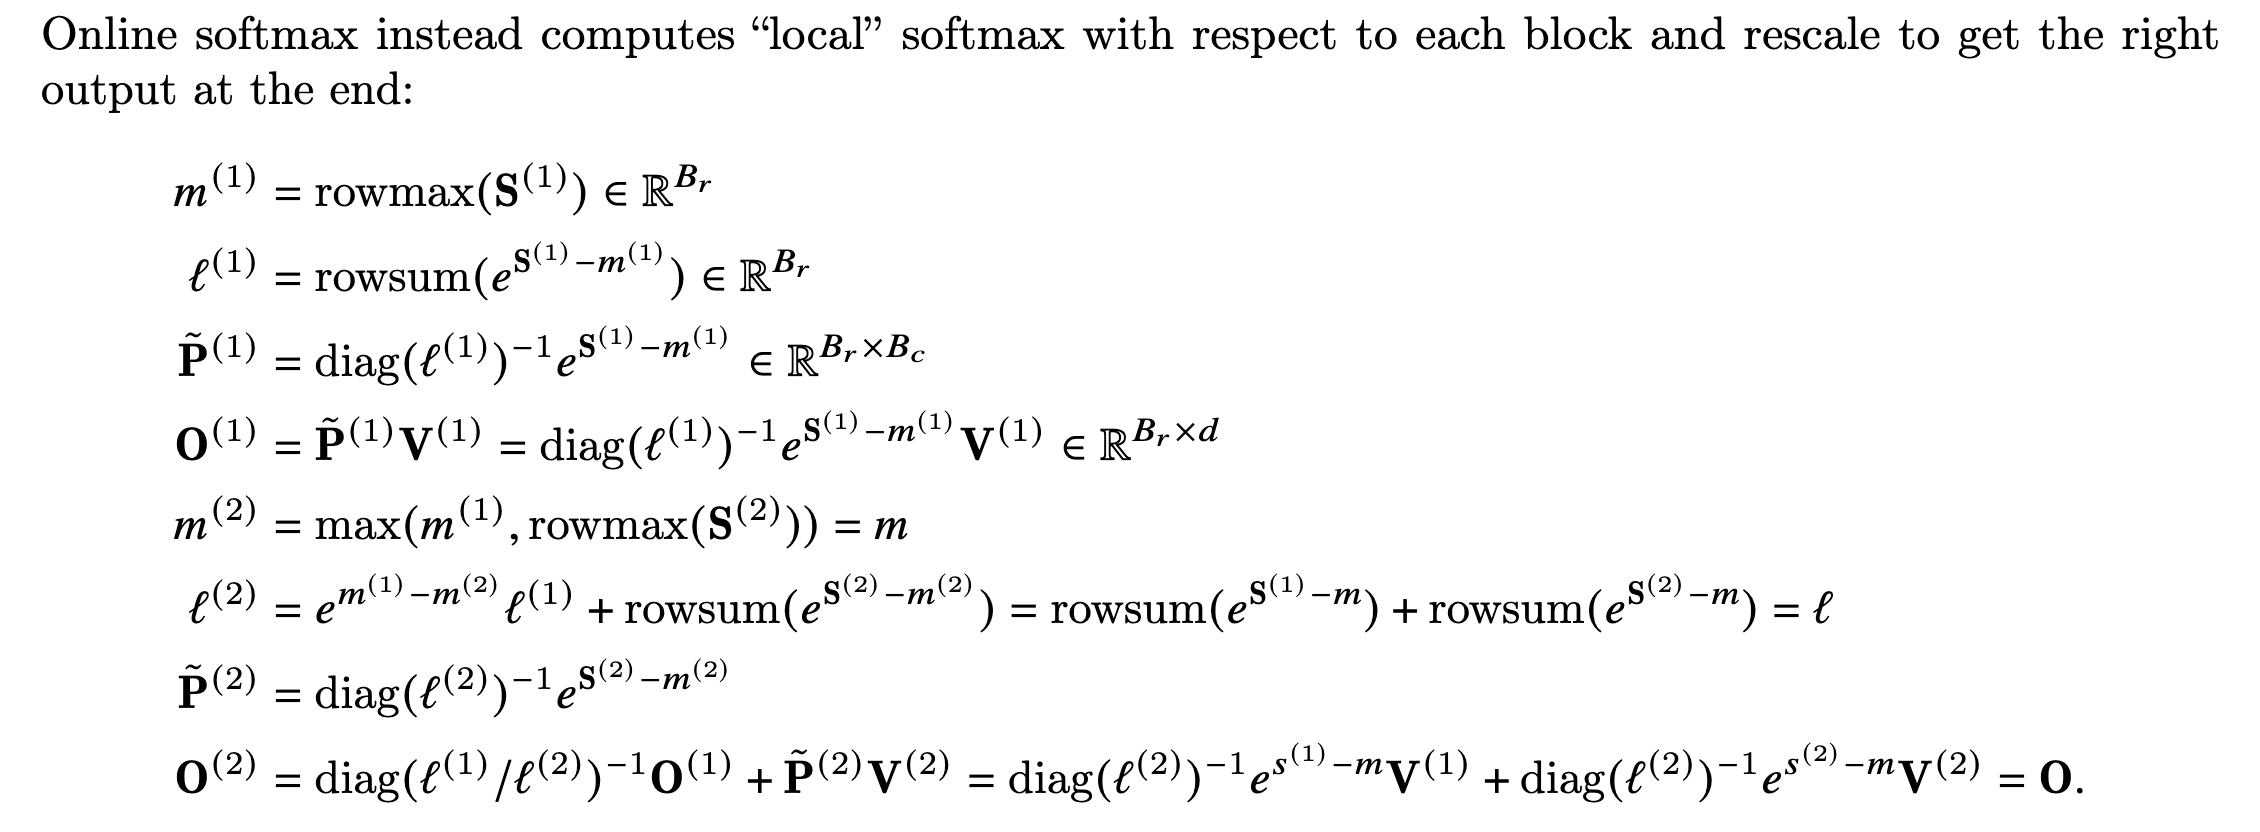 Online softmax instead computes “local” softmax with respect to each block and rescale to get the right
output at the end:
m^{(1)} = rowmax(S^{(1)}) ∈ ℝ^{B_r}
ℓ^{(1)} = rowsum(e^{S^{(1)}−m^{(1)}}) ∈ ℝ^{B_r}
P̃^{(1)} = diag(ℓ^{(1)})^{−1}e^{S^{(1)}−m^{(1)}} ∈ ℝ^{B_r×B_c}
O^{(1)} = P̃^{(1)}V^{(1)} = diag(ℓ^{(1)})^{−1}e^{S^{(1)}−m^{(1)}}V^{(1)} ∈ ℝ^{B_r×d}
m^{(2)} = max(m^{(1)}, rowmax(S^{(2)})) = m
ℓ^{(2)} = e^{m^{(1)}−m^{(2)}}ℓ^{(1)} + rowsum(e^{S^{(2)}−m^{(2)}}) = rowsum(e^{S^{(1)}−m}) + rowsum(e^{S^{(2)}−m}) = ℓ
P̃^{(2)} = diag(ℓ^{(2)})^{−1}e^{S^{(2)}−m^{(2)}}
O^{(2)} = diag(ℓ^{(1)}/ℓ^{(2)})^{−1}O^{(1)} + P̃^{(2)}V^{(2)} = diag(ℓ^{(2)})^{−1}e^{s^{(1)}−m}V^{(1)} + diag(ℓ^{(2)})^{−1}e^{s^{(2)}−m}V^{(2)} = O.